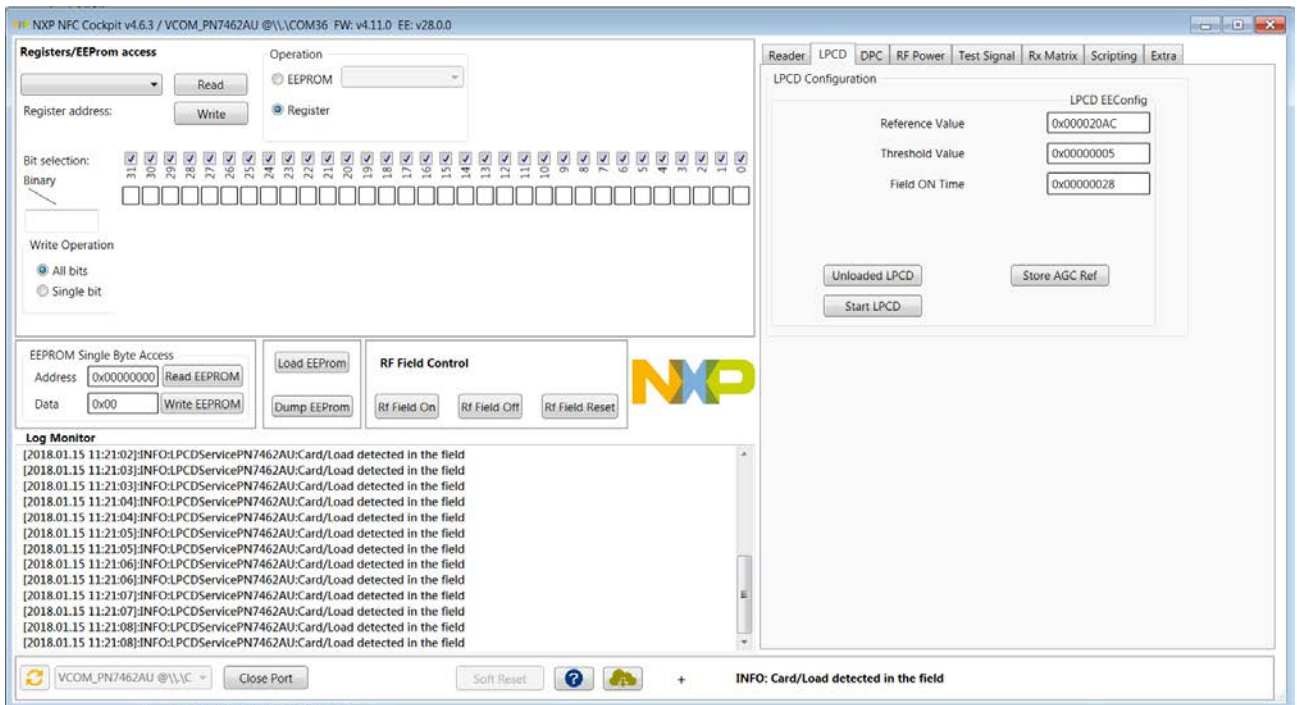 NXP NFC Cockpit v4.6.3 / VCOM_PN7462AU @\\.\COM36 FW: v4.11.0 EE: v28.0.0
Registers/EEProm access
Operation
Read
EEPROM
Register address:
Write
Register
Bit selection:
31 30 29 28 27 26 25 24 23 22 21 20 19 18 17 16 15 14 13 12 11 10 9 8 7 6 5 4 3 2 1 0
Binary
Write Operation
All bits
Single bit
EEPROM Single Byte Access
Address 0x00000000 Read EEPROM
Data 0x00 Write EEPROM
Load EEProm
Dump EEProm
RF Field Control
Rf Field On Rf Field Off Rf Field Reset
NXP
Log Monitor
[2018.01.15 11:21:02]:INFO:LPCDServicePN7462AU:Card/Load detected in the field
[2018.01.15 11:21:03]:INFO:LPCDServicePN7462AU:Card/Load detected in the field
[2018.01.15 11:21:03]:INFO:LPCDServicePN7462AU:Card/Load detected in the field
[2018.01.15 11:21:04]:INFO:LPCDServicePN7462AU:Card/Load detected in the field
[2018.01.15 11:21:04]:INFO:LPCDServicePN7462AU:Card/Load detected in the field
[2018.01.15 11:21:05]:INFO:LPCDServicePN7462AU:Card/Load detected in the field
[2018.01.15 11:21:05]:INFO:LPCDServicePN7462AU:Card/Load detected in the field
[2018.01.15 11:21:06]:INFO:LPCDServicePN7462AU:Card/Load detected in the field
[2018.01.15 11:21:06]:INFO:LPCDServicePN7462AU:Card/Load detected in the field
[2018.01.15 11:21:07]:INFO:LPCDServicePN7462AU:Card/Load detected in the field
[2018.01.15 11:21:07]:INFO:LPCDServicePN7462AU:Card/Load detected in the field
[2018.01.15 11:21:08]:INFO:LPCDServicePN7462AU:Card/Load detected in the field
[2018.01.15 11:21:08]:INFO:LPCDServicePN7462AU:Card/Load detected in the field
Reader LPCD DPC RF Power Test Signal Rx Matrix Scripting Extra
LPCD Configuration
LPCD EEConfig
Reference Value 0x000020AC
Threshold Value 0x00000005
Field ON Time 0x00000028
Unloaded LPCD Store AGC Ref
Start LPCD
VCOM_PN7462AU @\\.\C Close Port Soft Reset ? + INFO: Card/Load detected in the field